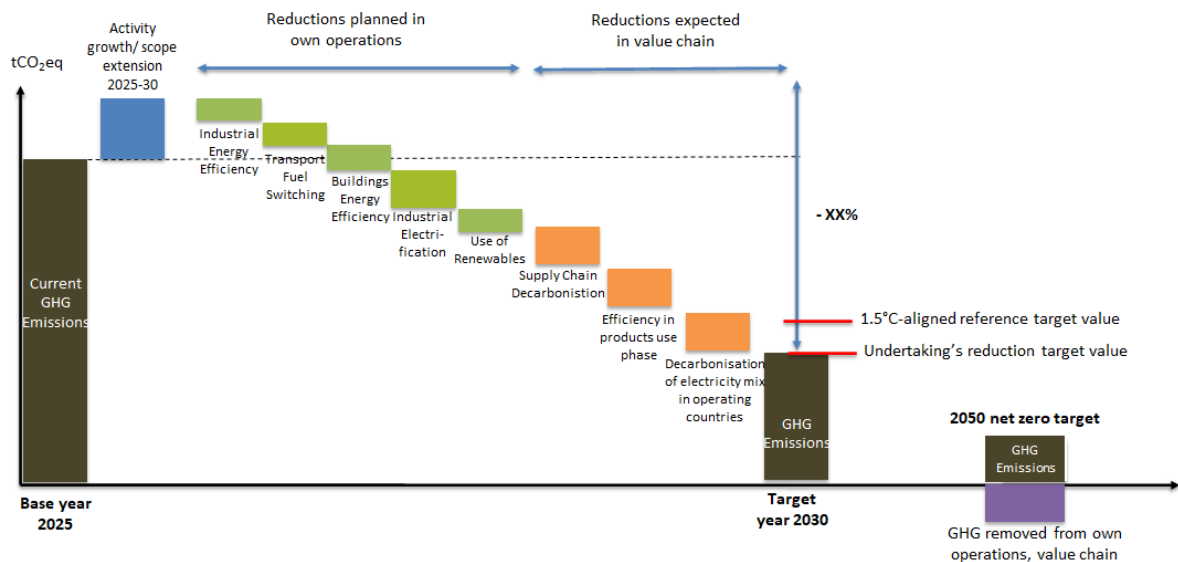 tCO₂eq
Activity
growth/ scope
extension
2025-30
Reductions planned in
own operations
Reductions expected
in value chain
Industrial
Energy
Efficiency
Transport
Fuel
Switching
Buildings
Energy
Efficiency
Industrial
Electri-
fication
Use of
Renewables
Supply Chain
Decarbonistion
Efficiency in
products use
phase
Decarbonisation
of electricity mix
in operating
countries
- XX%
1.5°C-aligned reference target value
Undertaking's reduction target value
Current
GHG
Emissions
GHG
Emissions
2050 net zero target
GHG
Emissions
Base year
2025
Target
year 2030
GHG removed from own
operations, value chain